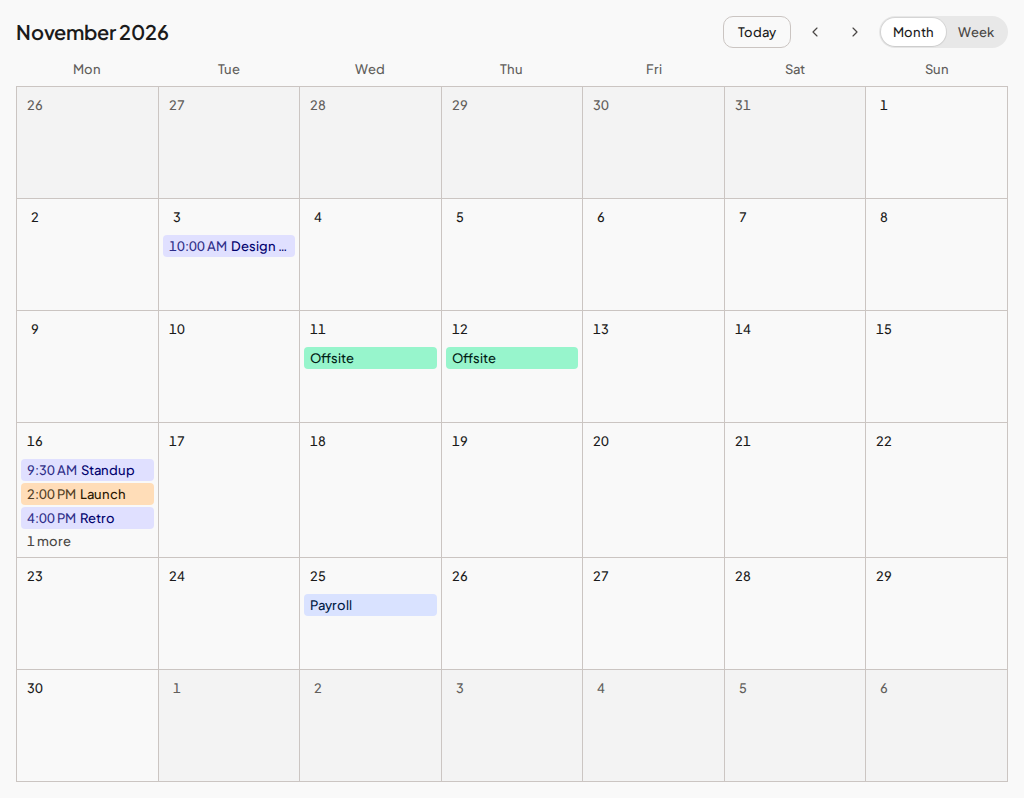 November 2026
Today
Month
Week
Mon Tue Wed Thu Fri Sat Sun
26 27 28 29 30 31 1
2 3 4 5 6 7 8
10:00 AM Design ...
9 10 11 12 13 14 15
Offsite Offsite
16 17 18 19 20 21 22
9:30 AM Standup
2:00 PM Launch
4:00 PM Retro
1 more
23 24 25 26 27 28 29
Payroll
30 1 2 3 4 5 6